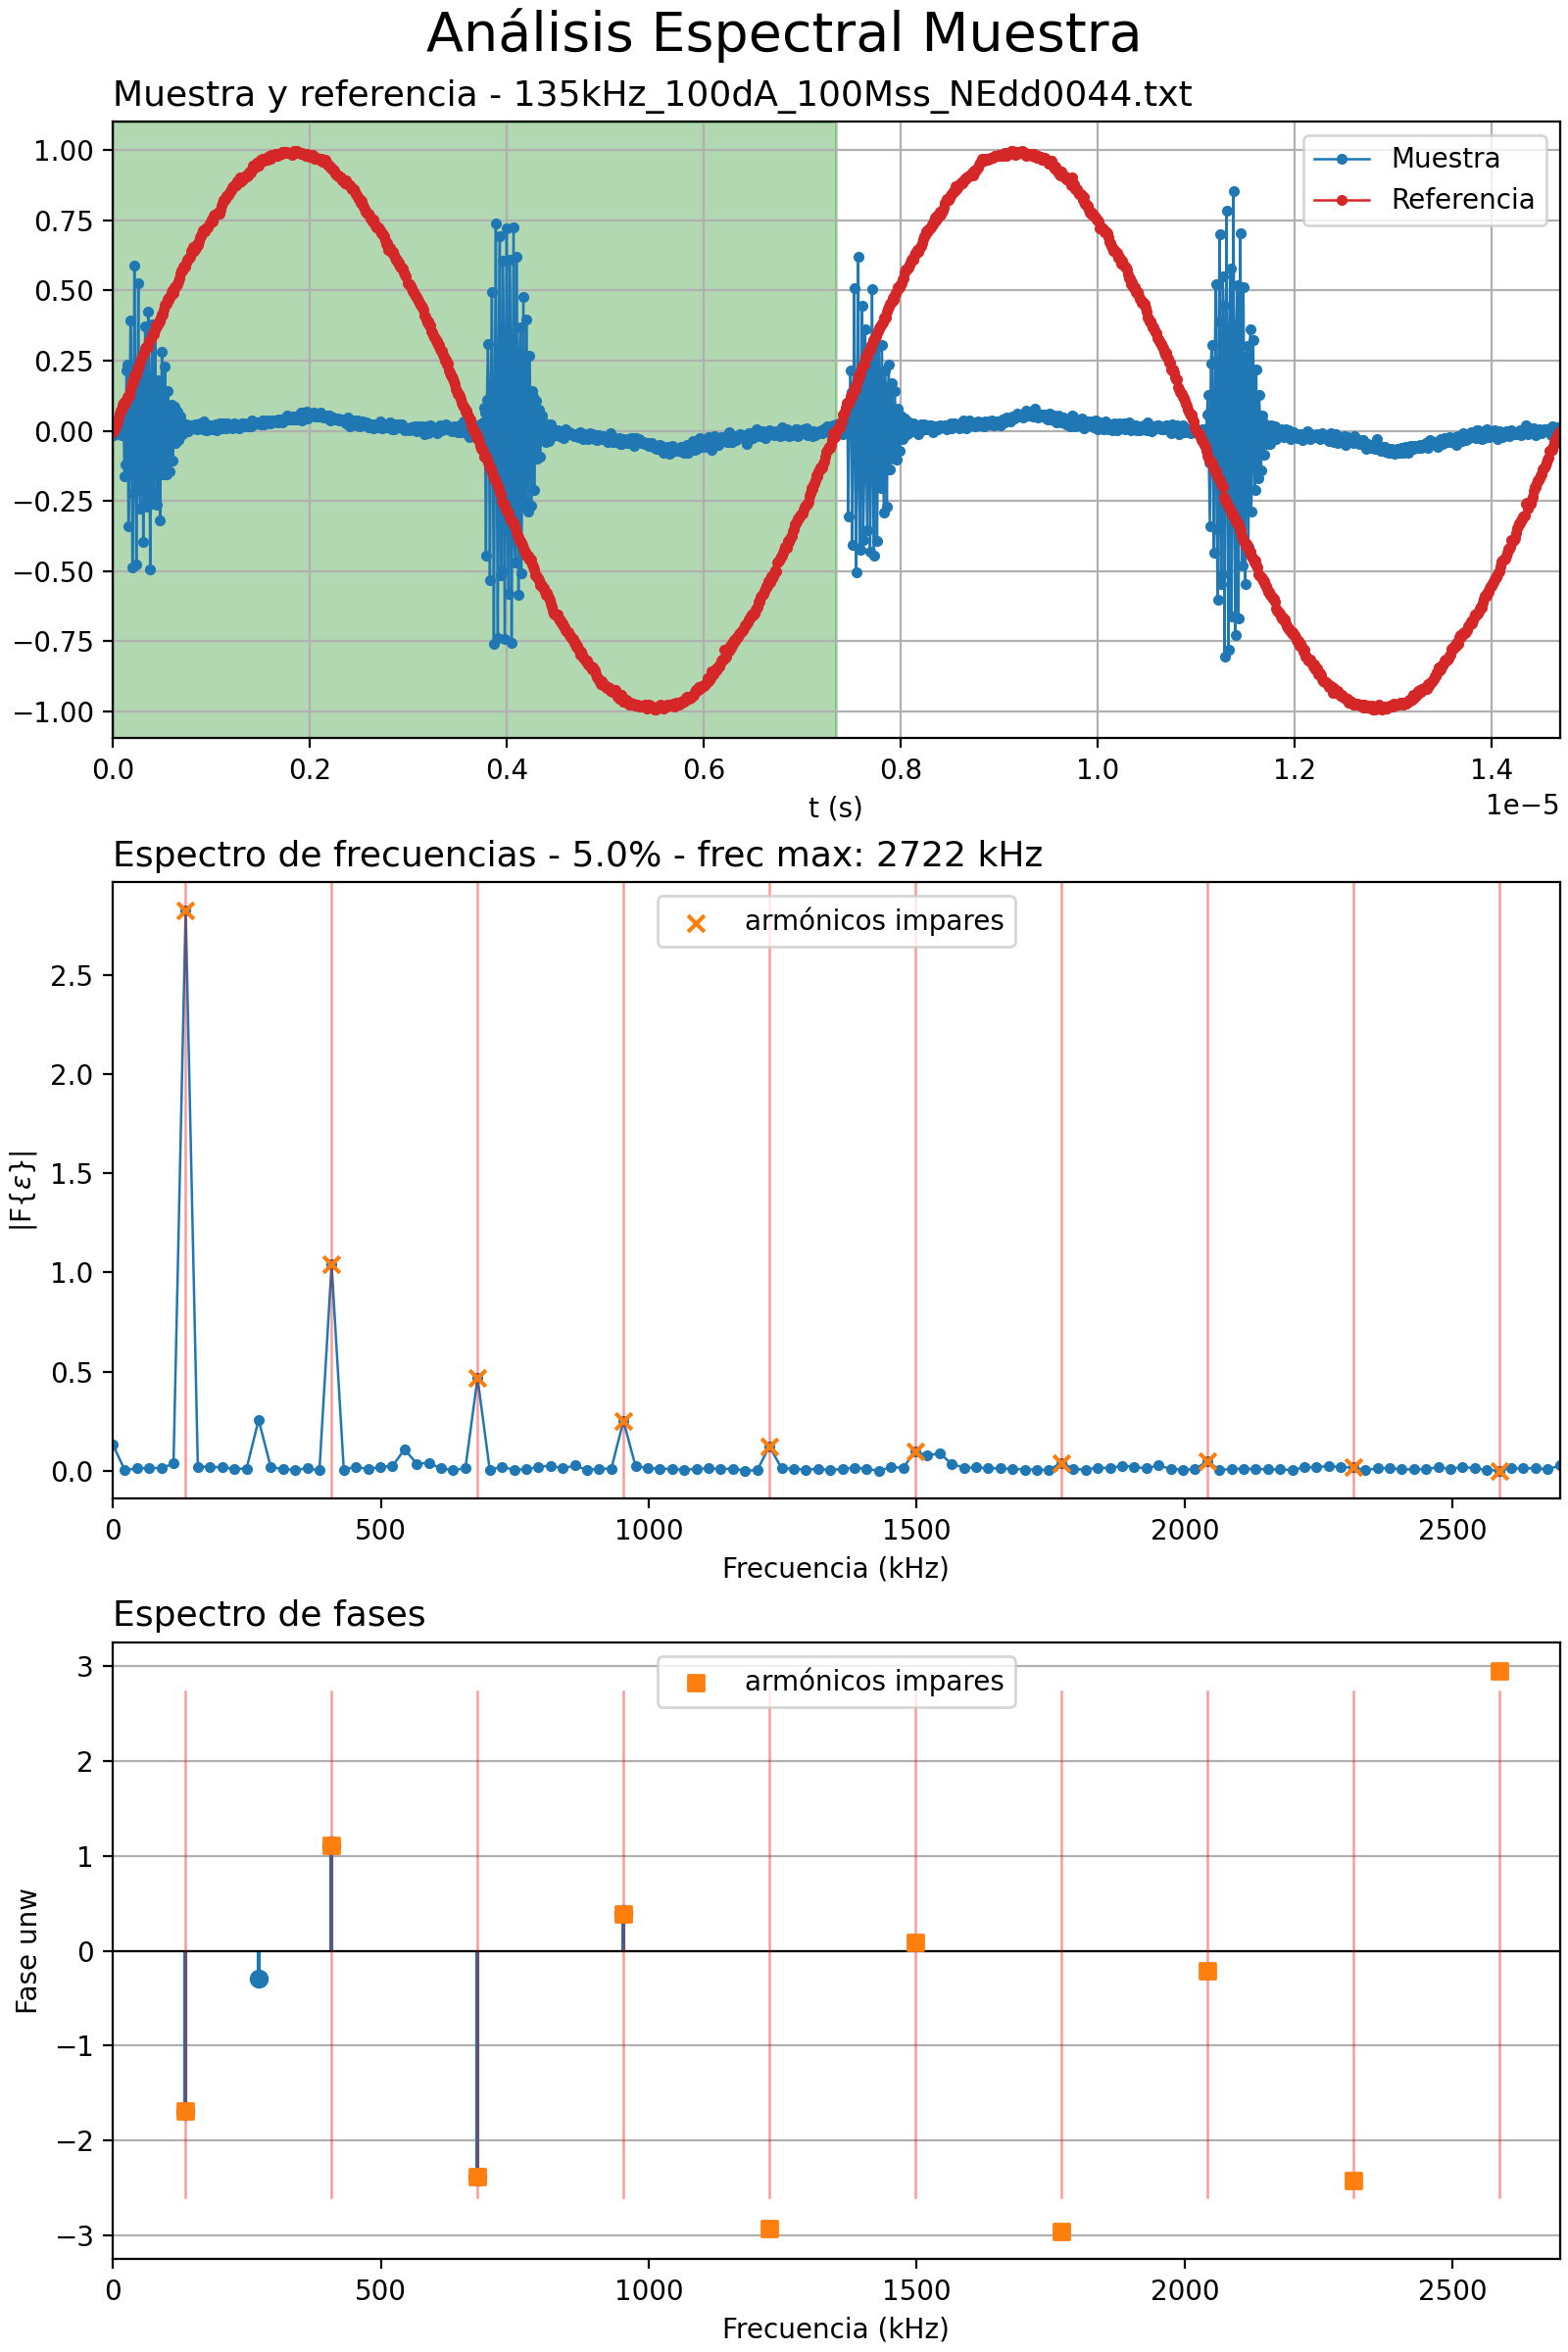 Análisis Espectral Muestra
Muestra y referencia - 135kHz_100dA_100Mss_NEdd0044.txt
1.00
0.75
0.50
0.25
0.00
−0.25
−0.50
−0.75
−1.00
Muestra
Referencia
0.0 0.2 0.4 0.6 0.8 1.0 1.2 1.4
1e−5
t (s)
Espectro de frecuencias - 5.0% - frec max: 2722 kHz
armónicos impares
2.5
2.0
1.5
1.0
0.5
0.0
|F{ε}|
0 500 1000 1500 2000 2500
Frecuencia (kHz)
Espectro de fases
armónicos impares
3
2
1
0
−1
−2
−3
Fase unw
0 500 1000 1500 2000 2500
Frecuencia (kHz)